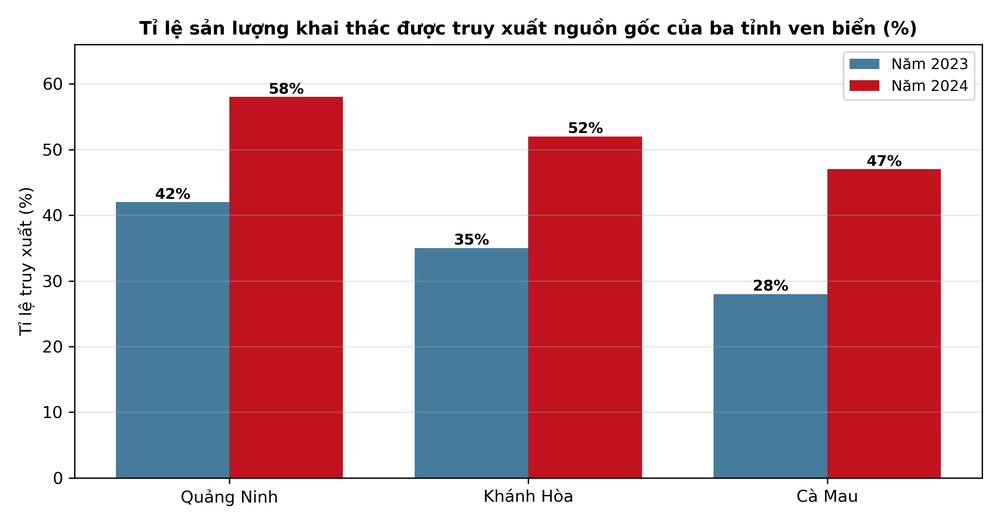 Tỉ lệ sản lượng khai thác được truy xuất nguồn gốc của ba tỉnh ven biển (%)
Năm 2023
Năm 2024
Tỉ lệ truy xuất (%)
60
50
40
30
20
10
0
42%
58%
35%
52%
28%
47%
Quảng Ninh
Khánh Hòa
Cà Mau